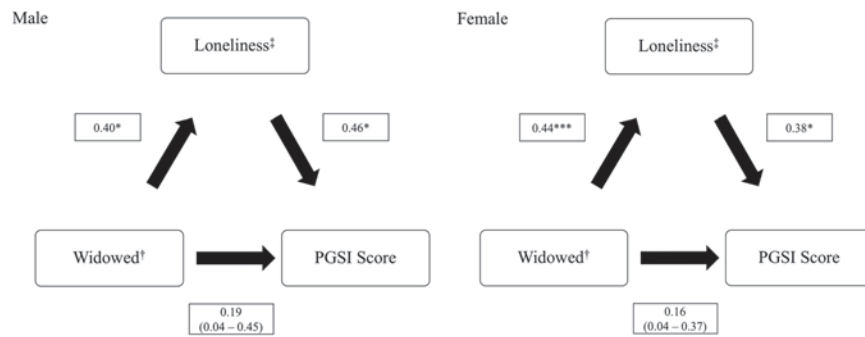 Male
Loneliness‡
0.40*
0.46*
Widowed†
PGSI Score
0.19
(0.04 – 0.45)
Female
Loneliness‡
0.44***
0.38*
Widowed†
PGSI Score
0.16
(0.04 – 0.37)